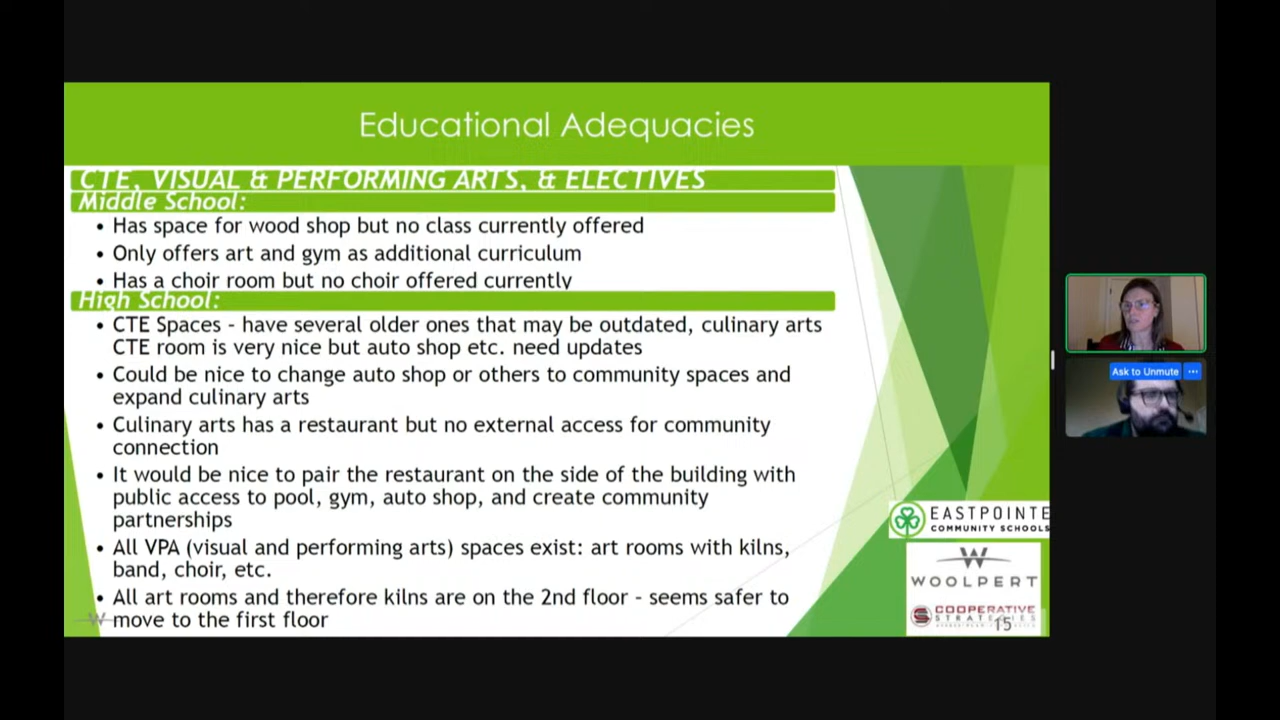 Educational Adequacies
CTE, VISUAL & PERFORMING ARTS, & ELECTIVES
Middle School:
• Has space for wood shop but no class currently offered
• Only offers art and gym as additional curriculum
• Has a choir room but no choir offered currently
High School:
• CTE Spaces - have several older ones that may be outdated, culinary arts
CTE room is very nice but auto shop etc. need updates
• Could be nice to change auto shop or others to community spaces and
expand culinary arts
• Culinary arts has a restaurant but no external access for community
connection
• It would be nice to pair the restaurant on the side of the building with
public access to pool, gym, auto shop, and create community
partnerships
• All VPA (visual and performing arts) spaces exist: art rooms with kilns,
band, choir, etc.
• All art rooms and therefore kilns are on the 2nd floor - seems safer to
move to the first floor
Ask to Unmute
EASTPOINTE
COMMUNITY SCHOOLS
WOOLPERT
COOPERATIVE
STRATEGIES
15